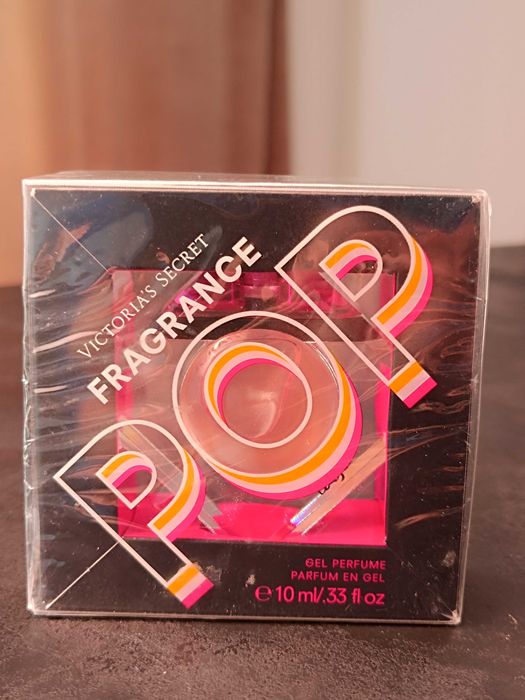 VICTORIA'S SECRET
FRAGRANCE
POP
GEL PERFUME
PARFUM EN GEL
℮ 10 ml/.33 fl oz